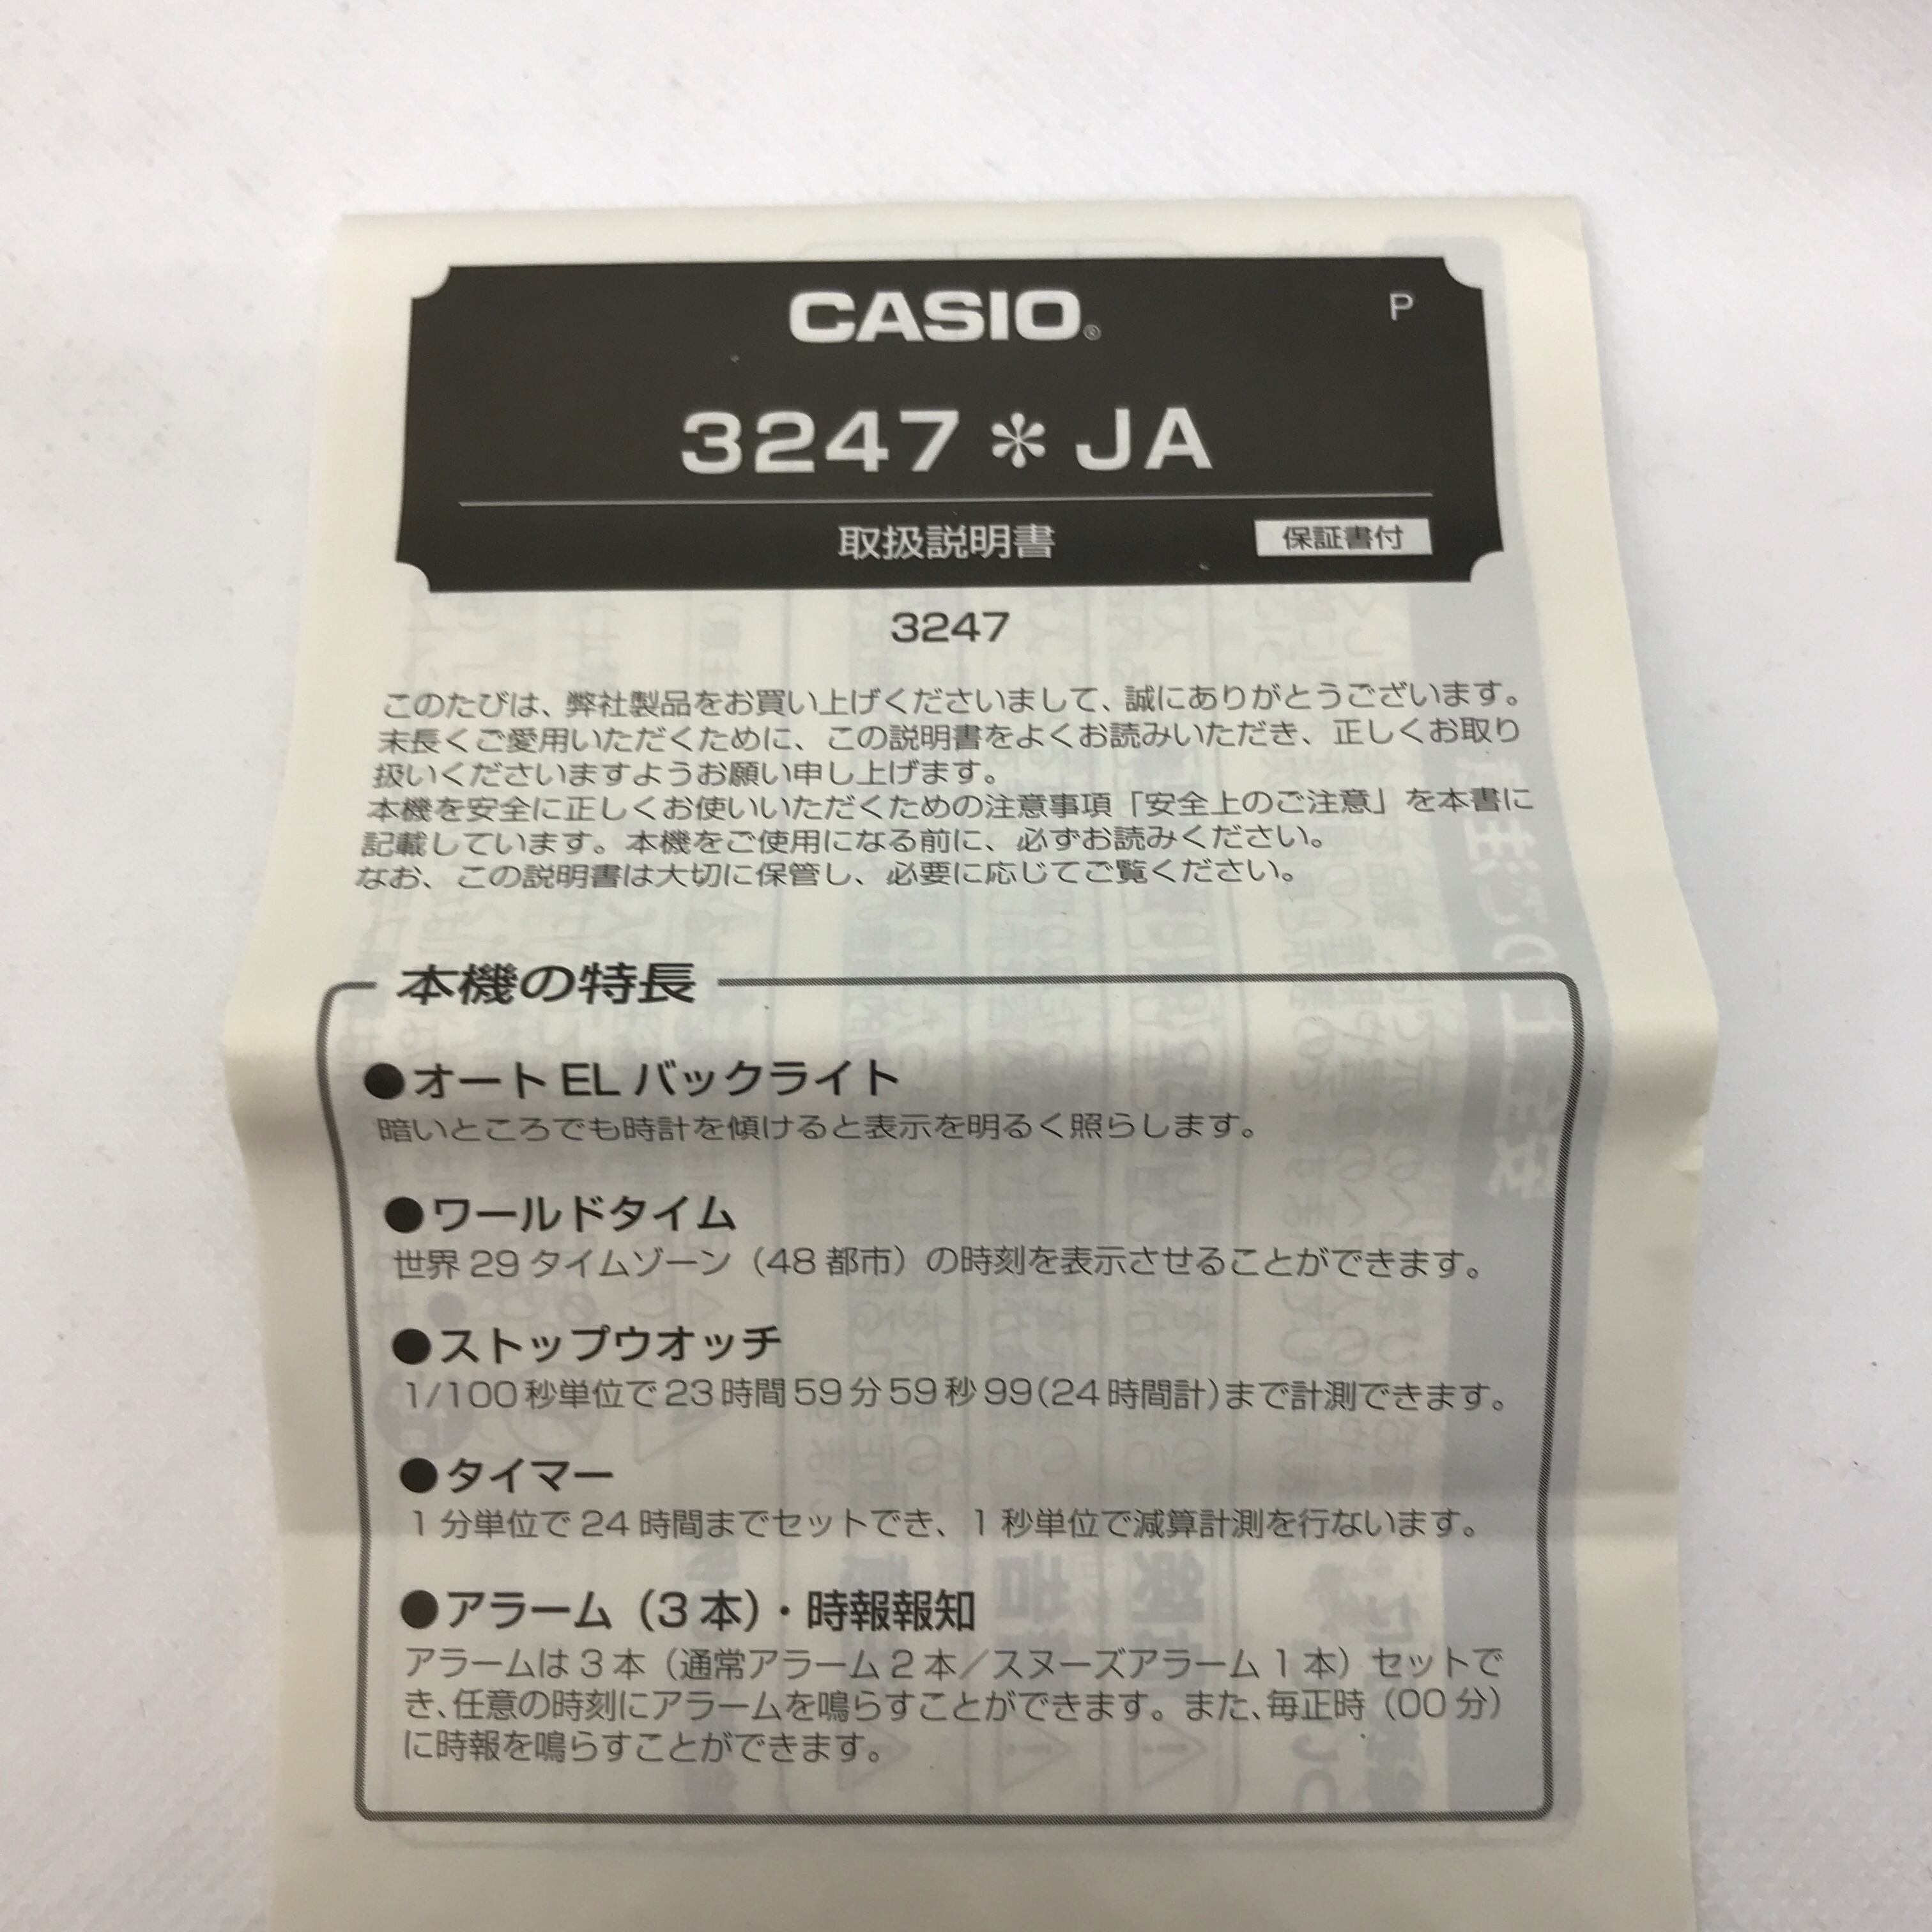 CASIO®
P
3247＊JA
取扱説明書
保証書付
3247
このたびは、弊社製品をお買い上げくださいまして、誠にありがとうございます。
末長くご愛用いただくために、この説明書をよくお読みいただき、正しくお取り
扱いくださいますようお願い申し上げます。
本機を安全に正しくお使いいただくための注意事項「安全上のご注意」を本書に
記載しています。本機をご使用になる前に、必ずお読みください。
なお、この説明書は大切に保管し、必要に応じてご覧ください。
本機の特長
●オート EL バックライト
暗いところでも時計を傾けると表示を明るく照らします。
●ワールドタイム
世界 29 タイムゾーン（48 都市）の時刻を表示させることができます。
●ストップウオッチ
1/100 秒単位で 23 時間 59 分 59 秒 99（24 時間計）まで計測できます。
●タイマー
1 分単位で 24 時間までセットでき、1 秒単位で減算計測を行ないます。
●アラーム（3 本）・時報報知
アラームは 3 本（通常アラーム 2 本／スヌーズアラーム 1 本）セットで
き、任意の時刻にアラームを鳴らすことができます。また、毎正時（00 分）
に時報を鳴らすことができます。